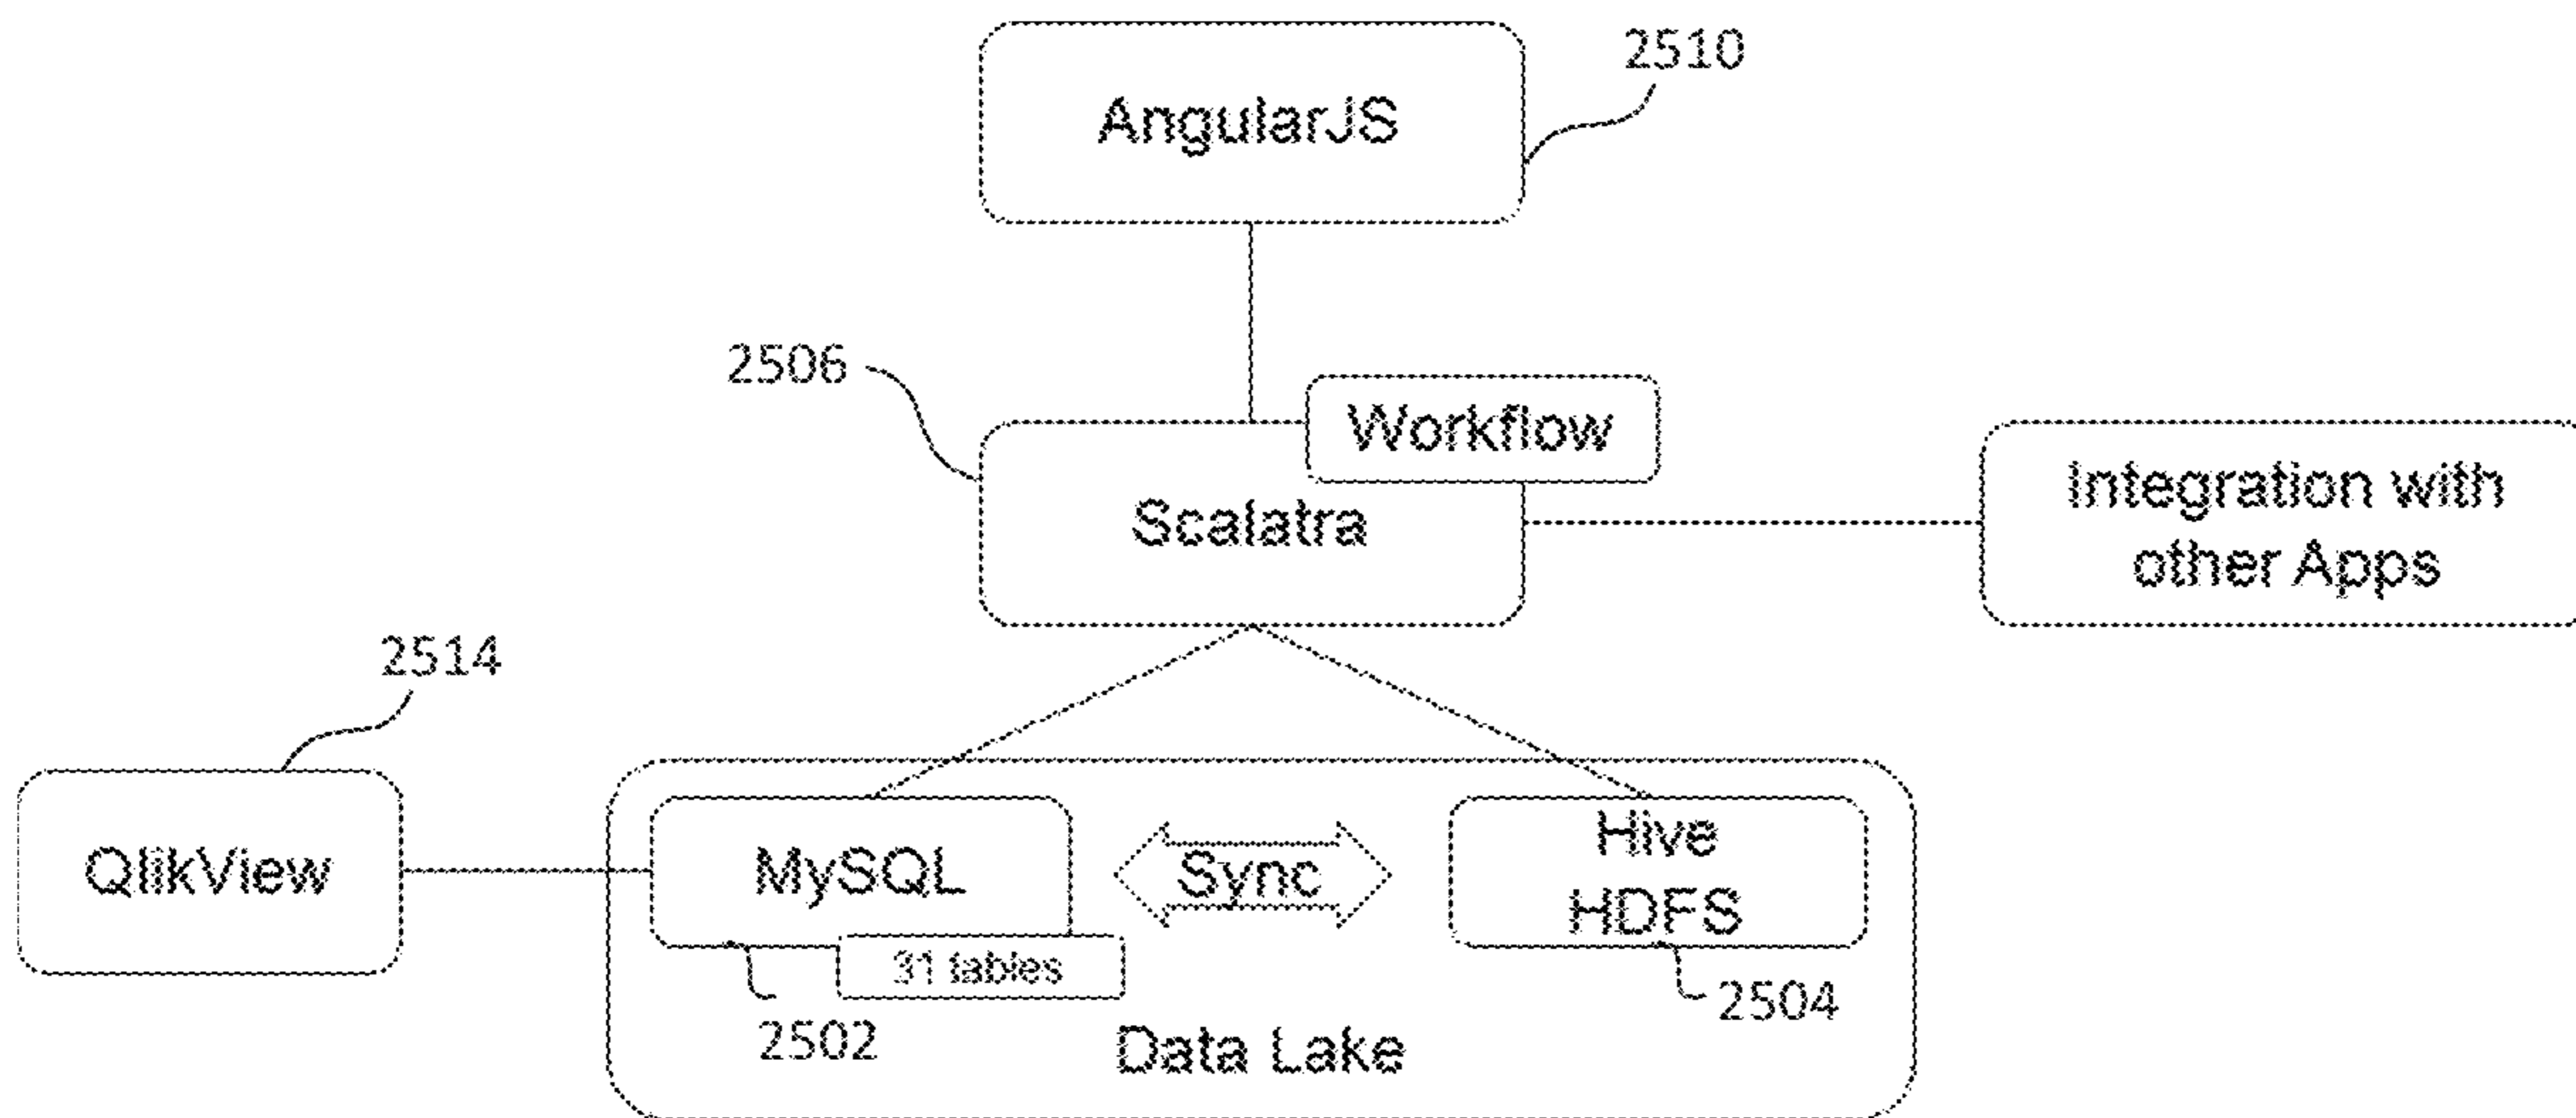 2510
AngularJS
2506
Workflow
Scalatra
Integration with
other Apps
2514
QlikView
MySQL
Sync
Hive
HDFS
31 tables
2502
2504
Data Lake